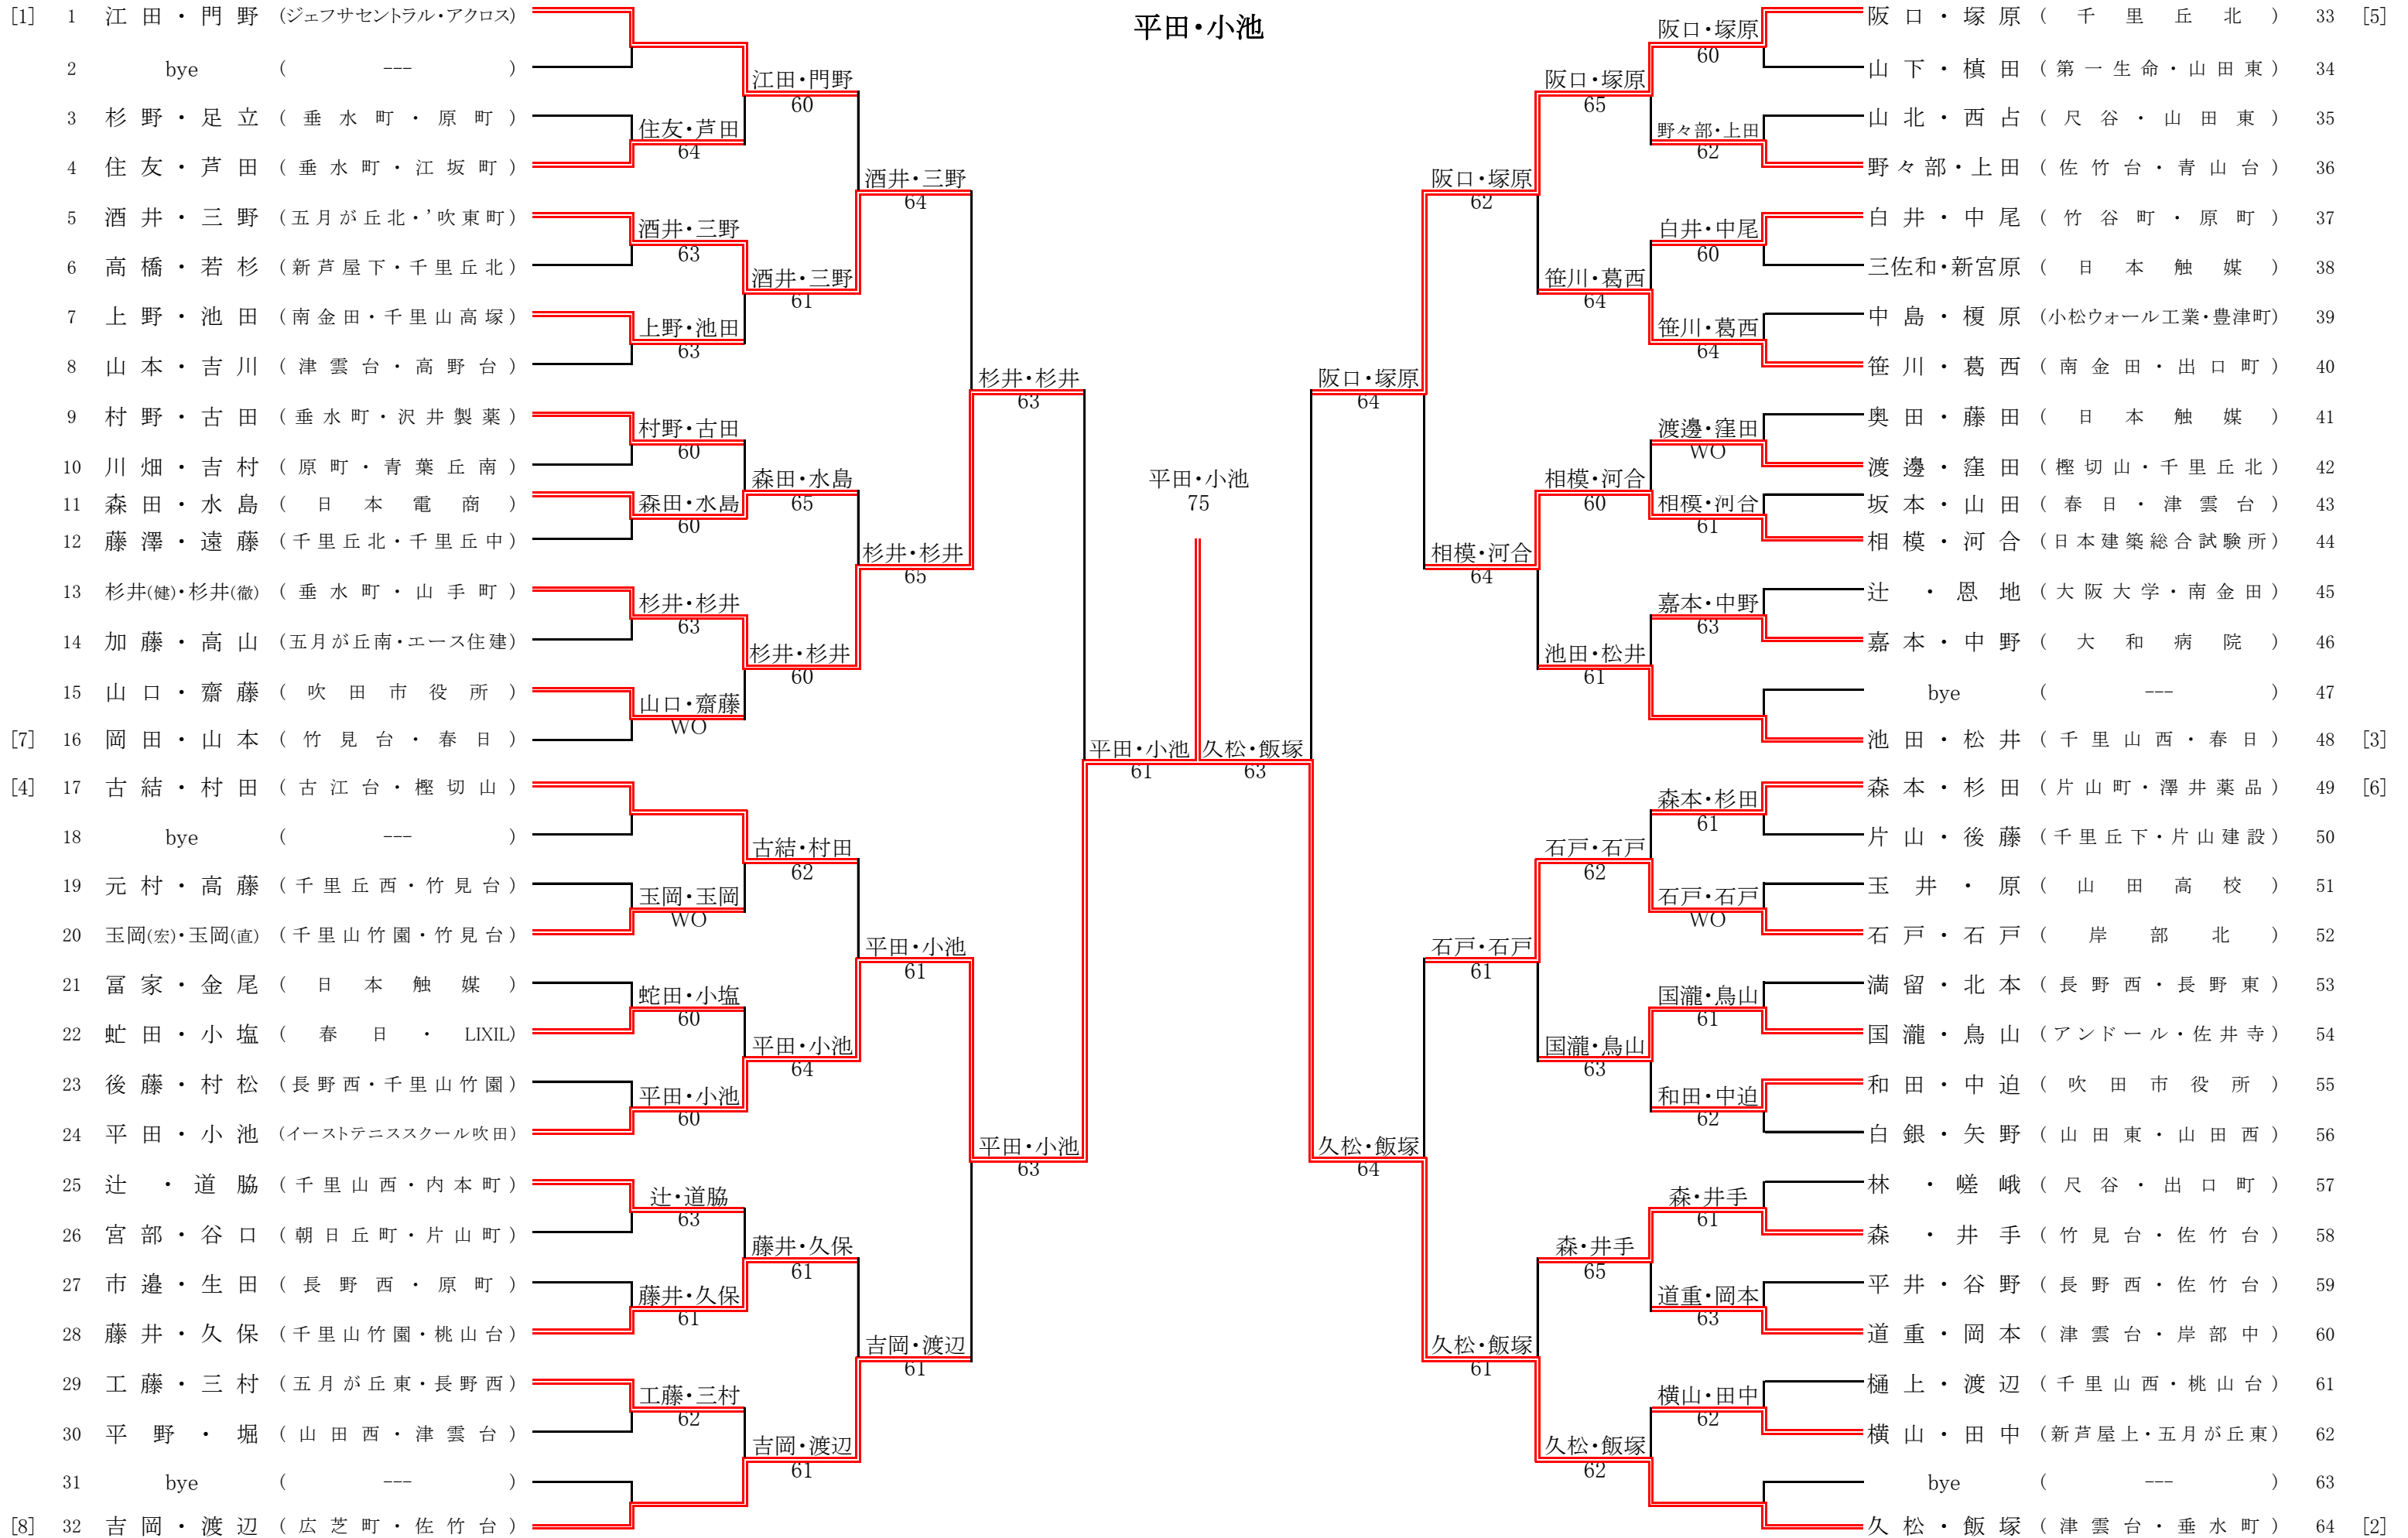 平田・小池
[1] 1 江田・門野 (ジェフサセントラル・アクロス)
2 bye ( --- )
3 杉野・足立 (垂水町・原町)
4 住友・芦田 (垂水町・江坂町)
5 酒井・三野 (五月が丘北・'吹東町)
6 高橋・若杉 (新芦屋下・千里丘北)
7 上野・池田 (南金田・千里山高塚)
8 山本・吉川 (津雲台・高野台)
9 村野・古田 (垂水町・沢井製薬)
10 川畑・吉村 (原町・青葉丘南)
11 森田・水島 (日本電商)
12 藤澤・遠藤 (千里丘北・千里丘中)
13 杉井(健)・杉井(徹) (垂水町・山手町)
14 加藤・高山 (五月が丘南・エース住建)
15 山口・齋藤 (吹田市役所)
[7] 16 岡田・山本 (竹見台・春日)
[4] 17 古結・村田 (古江台・樫切山)
18 bye ( --- )
19 元村・高藤 (千里丘西・竹見台)
20 玉岡(宏)・玉岡(直) (千里山竹園・竹見台)
21 冨家・金尾 (日本触媒)
22 虻田・小塩 (春日・LIXIL)
23 後藤・村松 (長野西・千里山竹園)
24 平田・小池 (イーストテニススクール吹田)
25 辻・道脇 (千里山西・内本町)
26 宮部・谷口 (朝日丘町・片山町)
27 市邉・生田 (長野西・原町)
28 藤井・久保 (千里山竹園・桃山台)
29 工藤・三村 (五月が丘東・長野西)
30 平野・堀 (山田西・津雲台)
31 bye ( --- )
[8] 32 吉岡・渡辺 (広芝町・佐竹台)
住友・芦田
64
酒井・三野
63
上野・池田
63
村野・古田
60
森田・水島
60
杉井・杉井
63
山口・齋藤
WO
玉岡・玉岡
WO
蛇田・小塩
60
平田・小池
60
辻・道脇
63
藤井・久保
61
工藤・三村
62
江田・門野
60
酒井・三野
61
森田・水島
65
杉井・杉井
60
古結・村田
62
平田・小池
64
藤井・久保
61
吉岡・渡辺
61
酒井・三野
64
杉井・杉井
65
平田・小池
61
吉岡・渡辺
61
杉井・杉井
63
平田・小池
63
平田・小池
61
平田・小池
75
久松・飯塚
63
阪口・塚原
64
久松・飯塚
64
阪口・塚原
62
相模・河合
64
石戸・石戸
61
久松・飯塚
61
阪口・塚原
65
笹川・葛西
64
相模・河合
60
池田・松井
61
石戸・石戸
62
国瀧・鳥山
63
森・井手
65
久松・飯塚
62
阪口・塚原
60
野々部・上田
62
白井・中尾
60
笹川・葛西
64
渡邊・窪田
WO
相模・河合
61
嘉本・中野
63
森本・杉田
61
石戸・石戸
WO
国瀧・鳥山
61
和田・中迫
62
森・井手
61
道重・岡本
63
横山・田中
62
阪口・塚原 (千里丘北) 33 [5]
山下・槙田 (第一生命・山田東) 34
山北・西占 (尺谷・山田東) 35
野々部・上田 (佐竹台・青山台) 36
白井・中尾 (竹谷町・原町) 37
三佐和・新宮原 (日本触媒) 38
中島・榎原 (小松ウォール工業・豊津町) 39
笹川・葛西 (南金田・出口町) 40
奥田・藤田 (日本触媒) 41
渡邊・窪田 (樫切山・千里丘北) 42
坂本・山田 (春日・津雲台) 43
相模・河合 (日本建築総合試験所) 44
辻・恩地 (大阪大学・南金田) 45
嘉本・中野 (大和病院) 46
bye ( --- ) 47
池田・松井 (千里山西・春日) 48 [3]
森本・杉田 (片山町・澤井薬品) 49 [6]
片山・後藤 (千里丘下・片山建設) 50
玉井・原 (山田高校) 51
石戸・石戸 (岸部北) 52
満留・北本 (長野西・長野東) 53
国瀧・鳥山 (アンドール・佐井寺) 54
和田・中迫 (吹田市役所) 55
白銀・矢野 (山田東・山田西) 56
林・嵯峨 (尺谷・出口町) 57
森・井手 (竹見台・佐竹台) 58
平井・谷野 (長野西・佐竹台) 59
道重・岡本 (津雲台・岸部中) 60
樋上・渡辺 (千里山西・桃山台) 61
横山・田中 (新芦屋上・五月が丘東) 62
bye ( --- ) 63
久松・飯塚 (津雲台・垂水町) 64 [2]